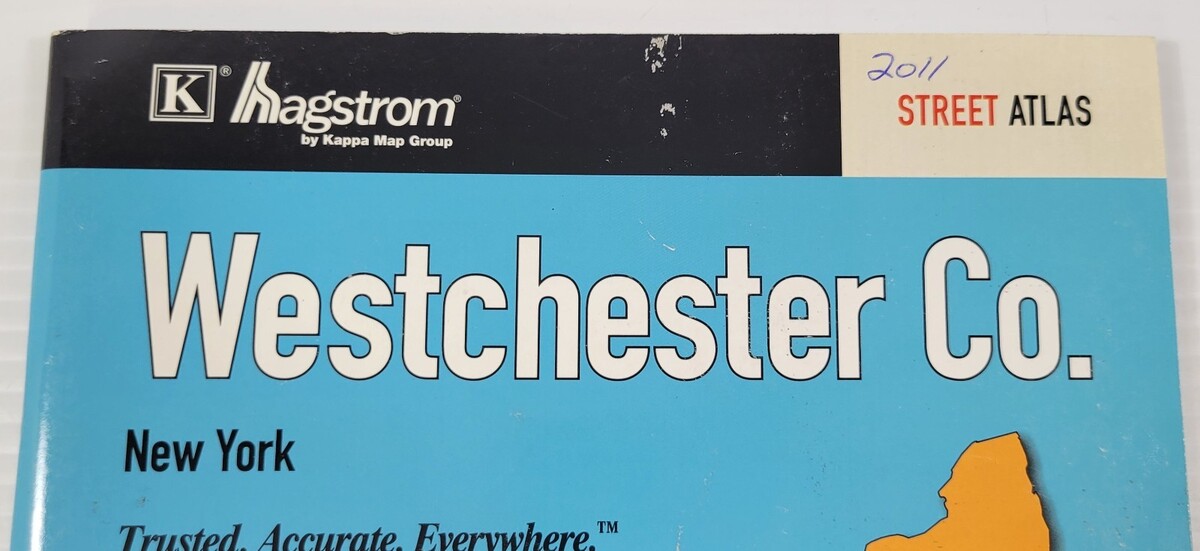 K® Hagstrom®
by Kappa Map Group
2011
STREET ATLAS
Westchester Co.
New York
Trusted. Accurate. Everywhere.™